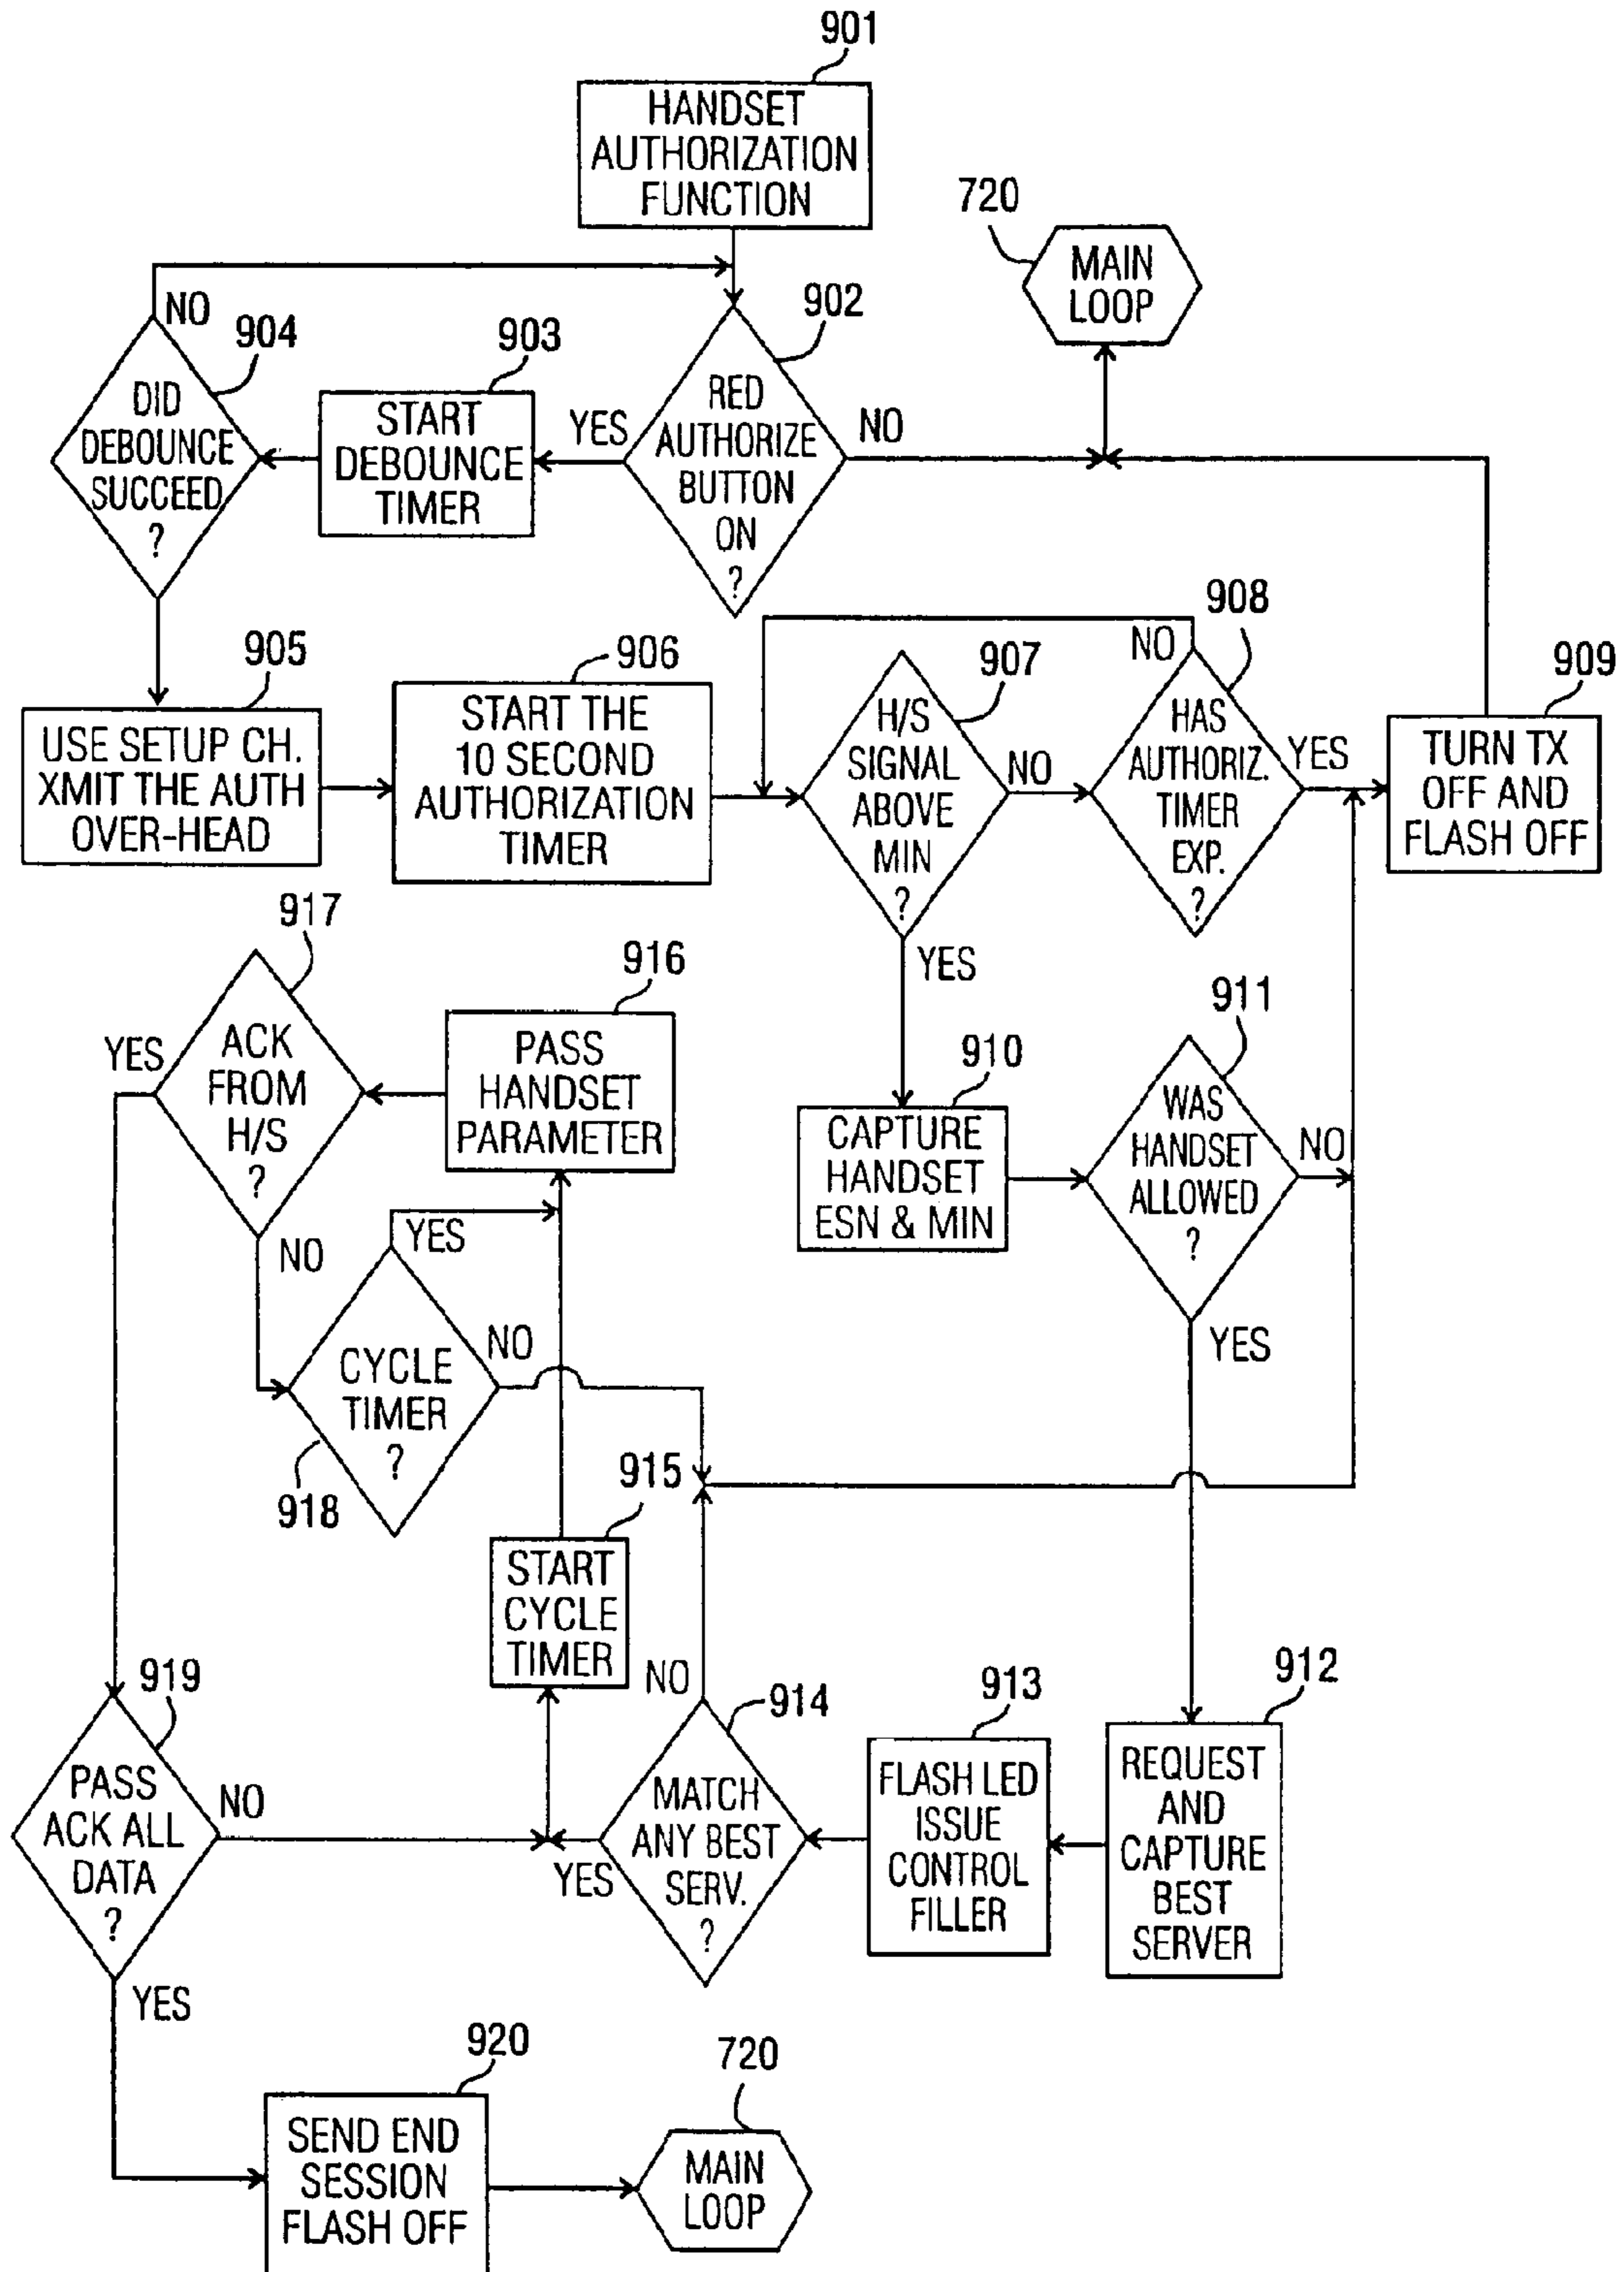 901
HANDSET
AUTHORIZATION
FUNCTION
720
MAIN
LOOP
NO
904
903
902
DID
DEBOUNCE
SUCCEED
?
START
DEBOUNCE
TIMER
YES
RED
AUTHORIZE
BUTTON
ON
?
NO
905
906
907
NO
908
909
USE SETUP CH.
XMIT THE AUTH
OVER-HEAD
START THE
10 SECOND
AUTHORIZATION
TIMER
H/S
SIGNAL
ABOVE
MIN
?
NO
HAS
AUTHORIZ.
TIMER
EXP.
?
YES
TURN TX
OFF AND
FLASH OFF
917
916
YES
911
YES
ACK
FROM
H/S
?
PASS
HANDSET
PARAMETER
910
CAPTURE
HANDSET
ESN & MIN
WAS
HANDSET
ALLOWED
?
NO
NO
YES
CYCLE
TIMER
?
NO
918
YES
915
START
CYCLE
TIMER
919
NO
914
913
912
PASS
ACK ALL
DATA
?
NO
YES
MATCH
ANY BEST
SERV.
?
FLASH LED
ISSUE
CONTROL
FILLER
REQUEST
AND
CAPTURE
BEST
SERVER
YES
920
720
SEND END
SESSION
FLASH OFF
MAIN
LOOP